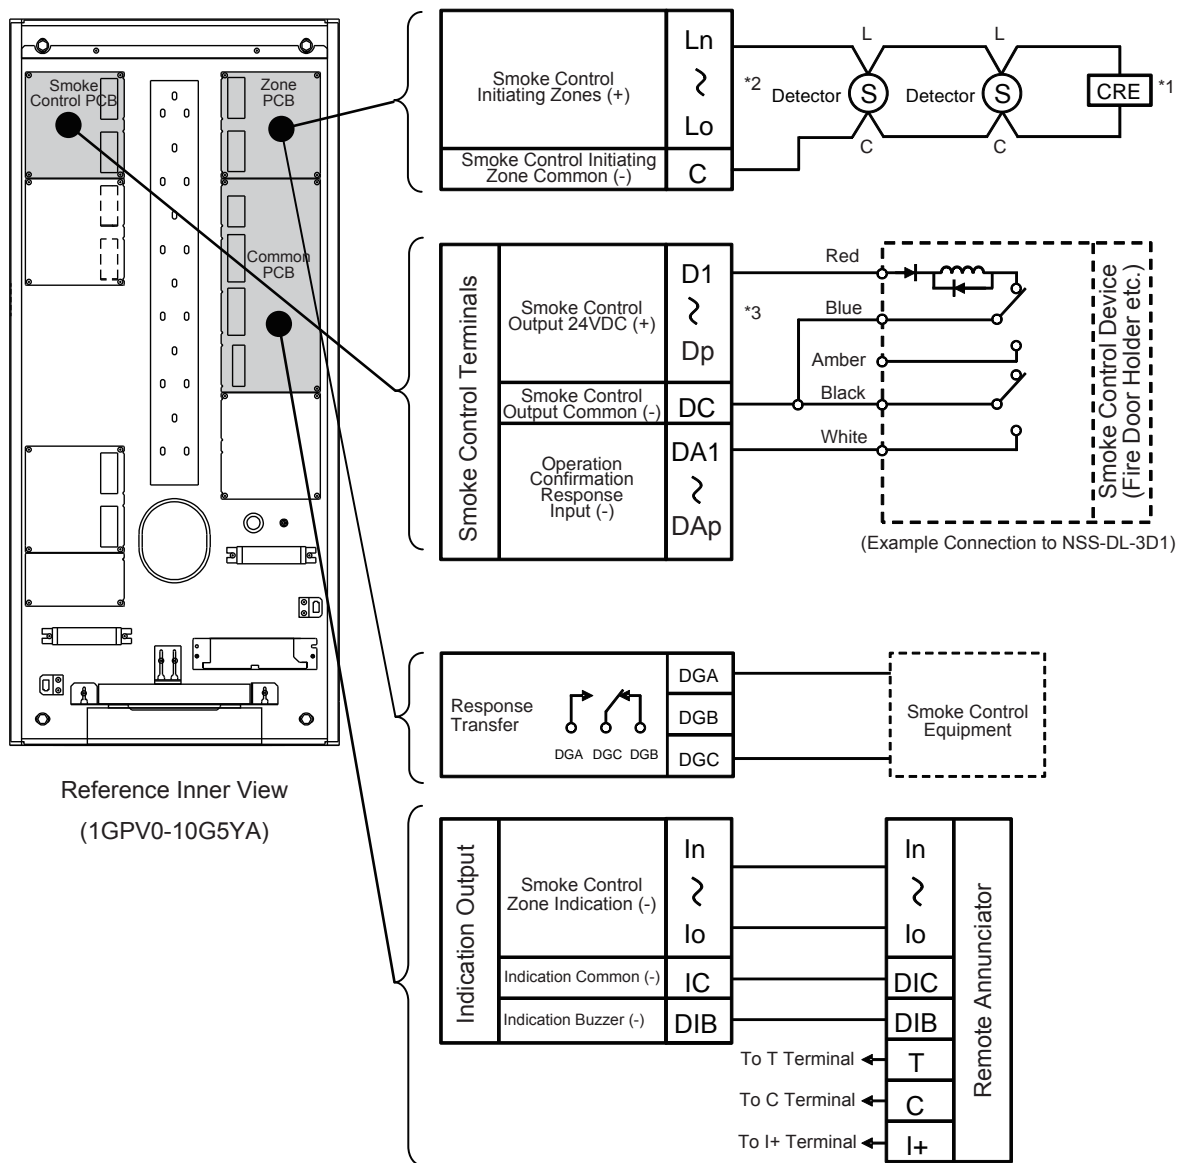 Smoke
Control PCB
Zone
PCB
Common
PCB
Reference Inner View
(1GPV0-10G5YA)
Smoke Control
Initiating Zones (+)
Ln
~
Lo
*2
Smoke Control Initiating
Zone Common (-)
C
L
L
Detector
S
Detector
S
CRE
*1
C
C
Smoke Control Terminals
Smoke Control
Output 24VDC (+)
D1
~
Dp
*3
Smoke Control
Output Common (-)
DC
Operation
Confirmation
Response
Input (-)
DA1
~
DAp
Red
Blue
Amber
Black
White
Smoke Control Device
(Fire Door Holder etc.)
(Example Connection to NSS-DL-3D1)
Response
Transfer
DGA DGC DGB
DGA
DGB
DGC
Smoke Control
Equipment
Indication Output
Smoke Control
Zone Indication (-)
In
~
Io
Indication Common (-)
IC
Indication Buzzer (-)
DIB
In
~
Io
DIC
DIB
To T Terminal
T
To C Terminal
C
To I+ Terminal
I+
Remote Annunciator